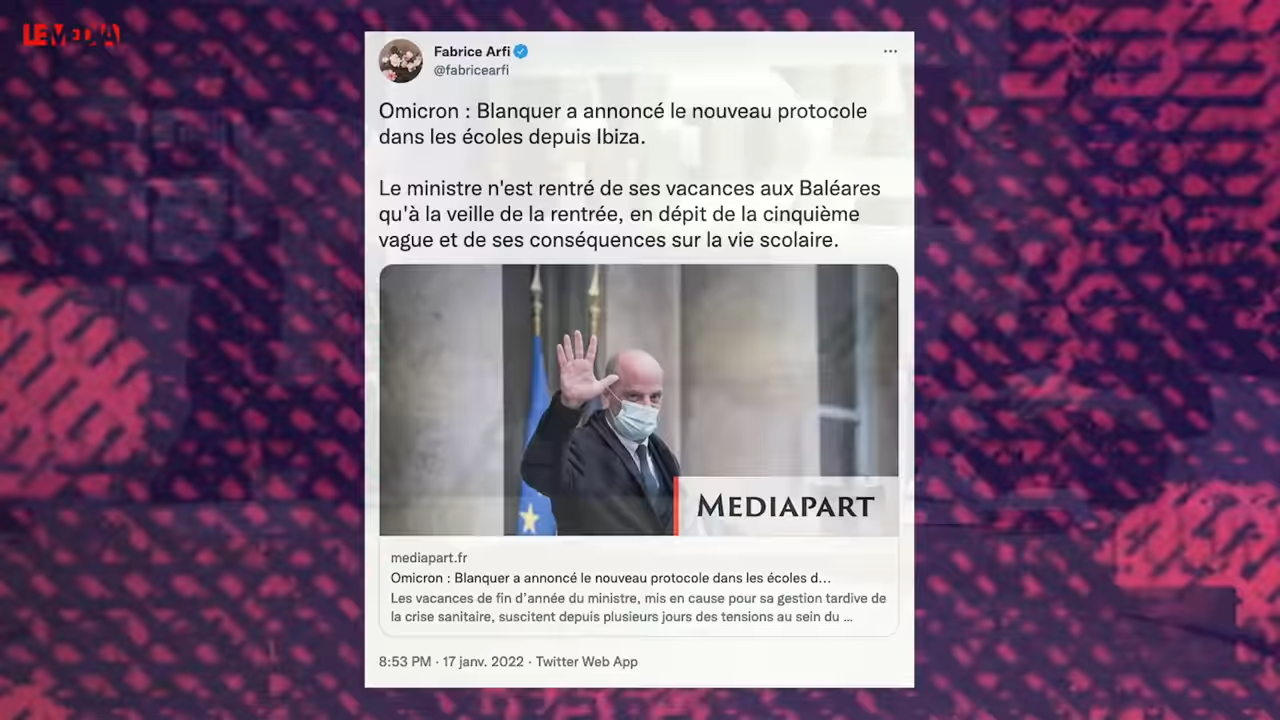 LEMEDIA
Fabrice Arfi
@fabricearfi
Omicron : Blanquer a annoncé le nouveau protocole
dans les écoles depuis Ibiza.
Le ministre n'est rentré de ses vacances aux Baléares
qu'à la veille de la rentrée, en dépit de la cinquième
vague et de ses conséquences sur la vie scolaire.
MEDIAPART
mediapart.fr
Omicron : Blanquer a annoncé le nouveau protocole dans les écoles d...
Les vacances de fin d'année du ministre, mis en cause pour sa gestion tardive de
la crise sanitaire, suscitent depuis plusieurs jours des tensions au sein du ...
8:53 PM · 17 janv. 2022 · Twitter Web App